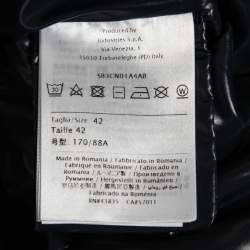 Produced by
Industries S.p.A.
Via Venezia, 1
35010 Trebaseleghe (PD) Italy
30
Taglia/Size 42
Taille 42
号型: 170/88A
Made in Romania / Fabbricato in Romania
Fabriqué en Roumanie / Fabricado en
Rumania / ルーマニア製 / Произведено в
Румынии / Hergestellt in Rumänien
Fabricado na Roménia
RN#43835 CA#57011